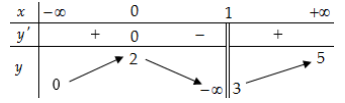 x −∞ 0 1 +∞
y′ + 0 − +
2 5
y
0 −∞ 3